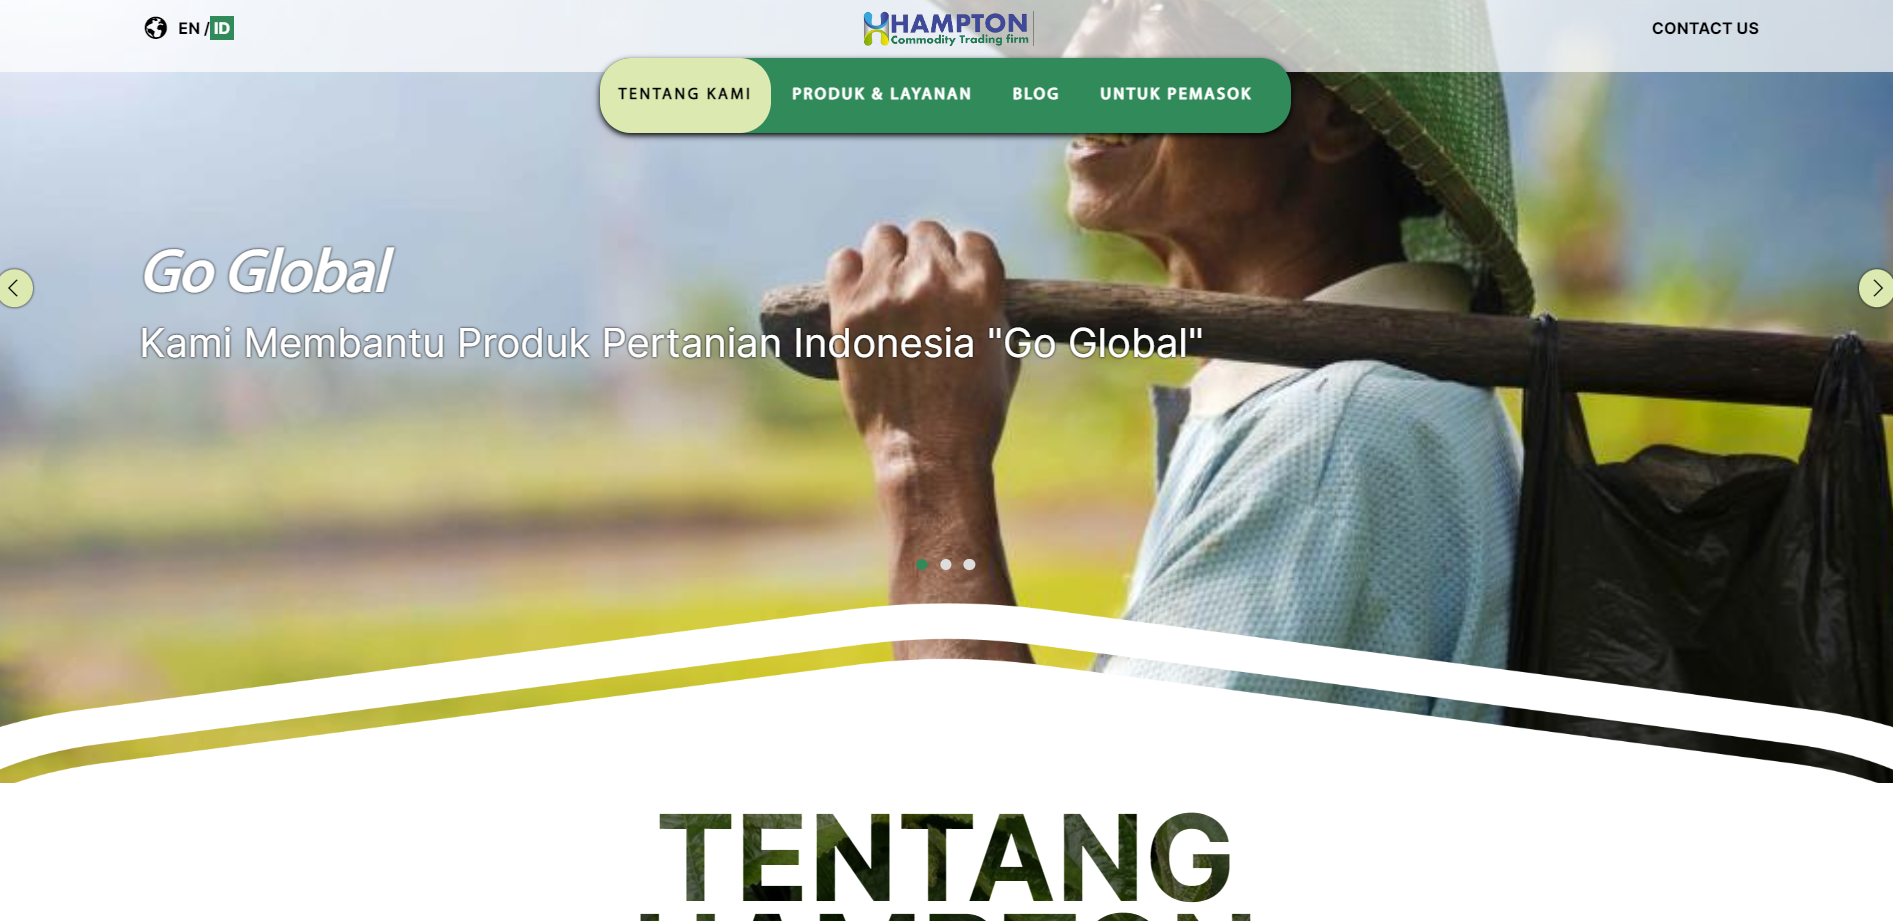 EN / ID
HAMPTON
Commodity Trading firm
CONTACT US
TENTANG KAMI
PRODUK & LAYANAN
BLOG
UNTUK PEMASOK
Go Global
Kami Membantu Produk Pertanian Indonesia "Go Global"
TENTANG
HAMPTON